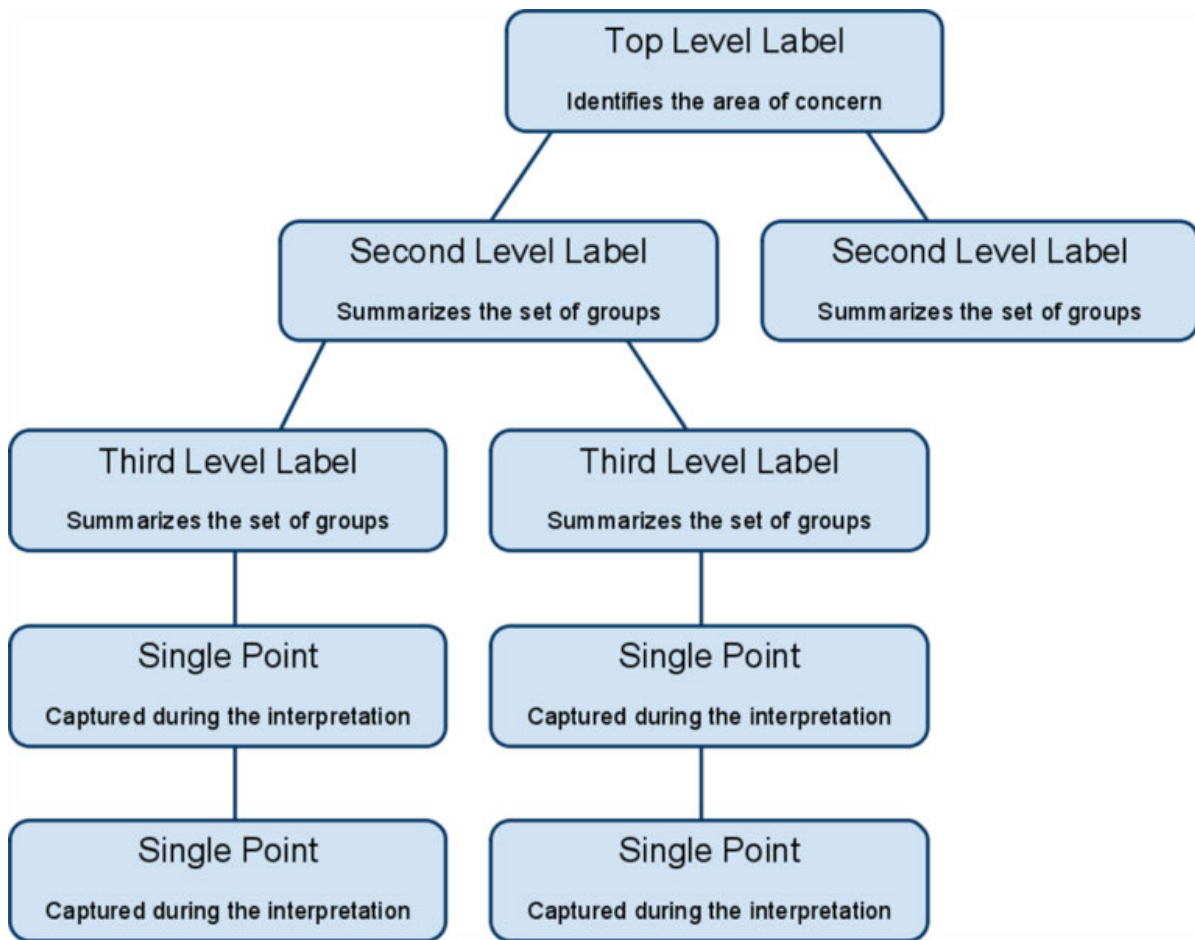 Top Level Label
Identifies the area of concern
Second Level Label
Summarizes the set of groups
Second Level Label
Summarizes the set of groups
Third Level Label
Summarizes the set of groups
Third Level Label
Summarizes the set of groups
Single Point
Captured during the interpretation
Single Point
Captured during the interpretation
Single Point
Captured during the interpretation
Single Point
Captured during the interpretation